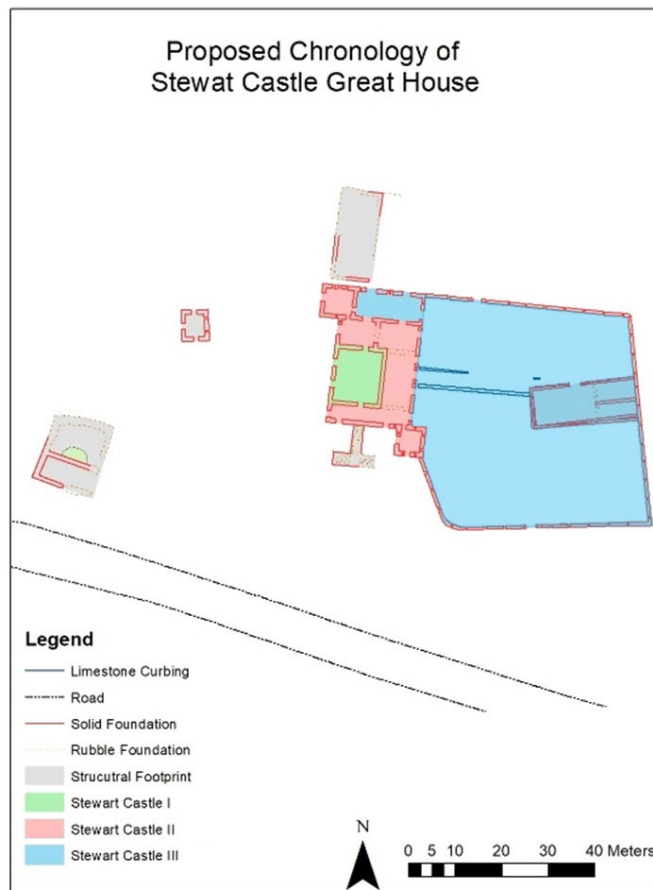 Proposed Chronology of
Stewat Castle Great House
Legend
Limestone Curbing
Road
Solid Foundation
Rubble Foundation
Strucutral Footprint
Stewart Castle I
Stewart Castle II
Stewart Castle III
N
0 5 10 20 30 40 Meters